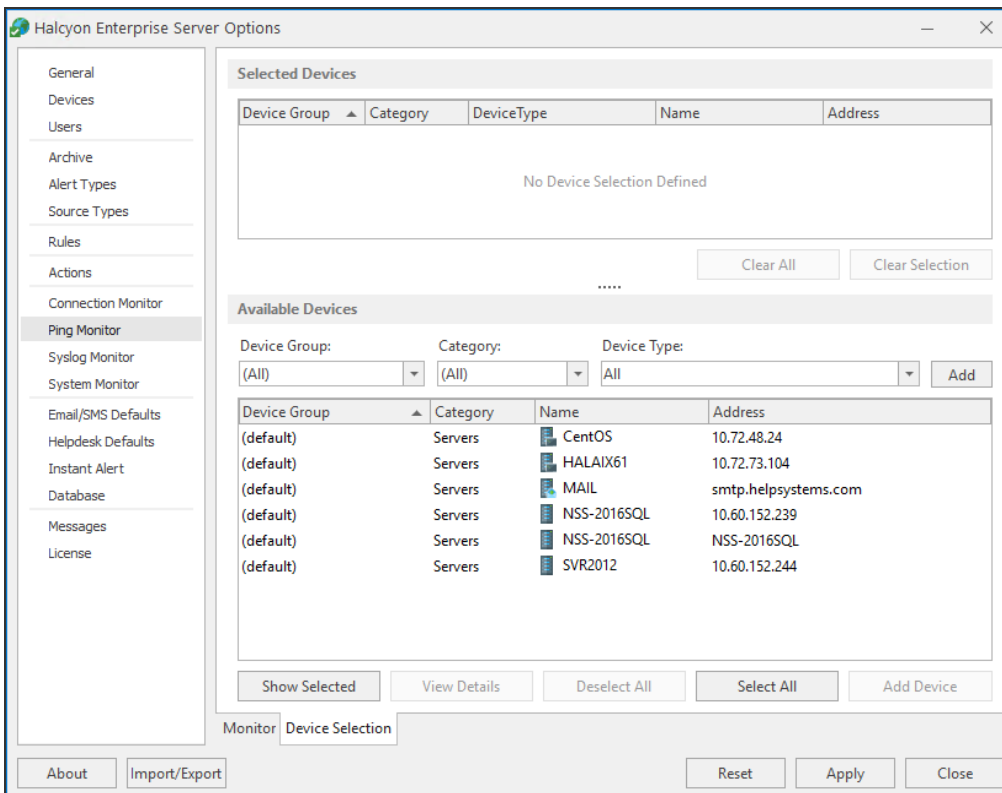 Halcyon Enterprise Server Options
General
Devices
Users
Archive
Alert Types
Source Types
Rules
Actions
Connection Monitor
Ping Monitor
Syslog Monitor
System Monitor
Email/SMS Defaults
Helpdesk Defaults
Instant Alert
Database
Messages
License
Selected Devices
Device Group Category DeviceType Name Address
No Device Selection Defined
Clear All Clear Selection
Available Devices
Device Group: Category: Device Type:
(All) (All) All Add
Device Group Category Name Address
(default) Servers CentOS 10.72.48.24
(default) Servers HALAIX61 10.72.73.104
(default) Servers MAIL smtp.helpsystems.com
(default) Servers NSS-2016SQL 10.60.152.239
(default) Servers NSS-2016SQL NSS-2016SQL
(default) Servers SVR2012 10.60.152.244
Show Selected View Details Deselect All Select All Add Device
Monitor Device Selection
About Import/Export Reset Apply Close